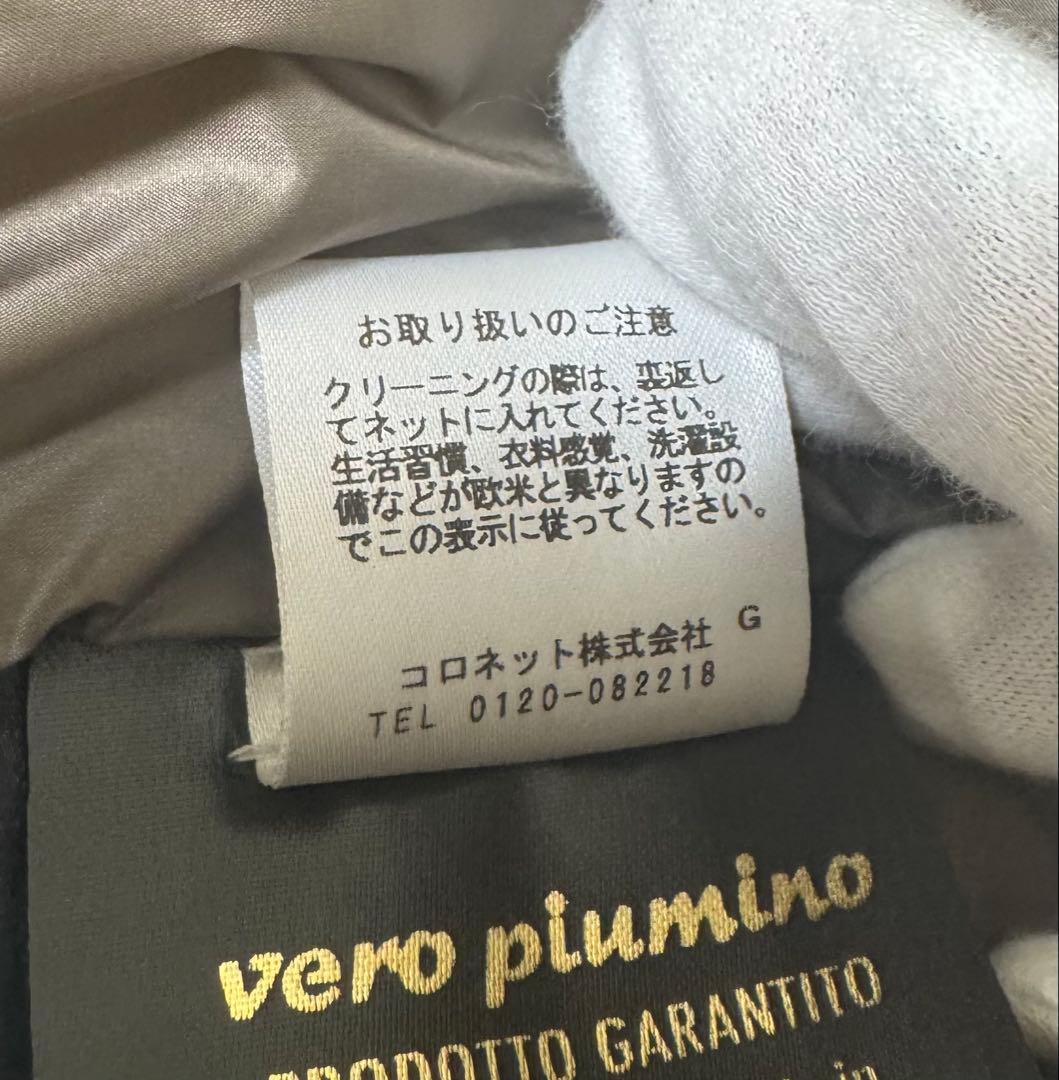 お取り扱いのご注意
クリーニングの際は、裏返し
てネットに入れてください。
生活習慣、衣料感覚、洗濯設
備などが欧米と異なりますの
でこの表示に従ってください。
コロネット株式会社 G
TEL 0120-082218
vero piumino
PRODOTTO GARANTITO
in